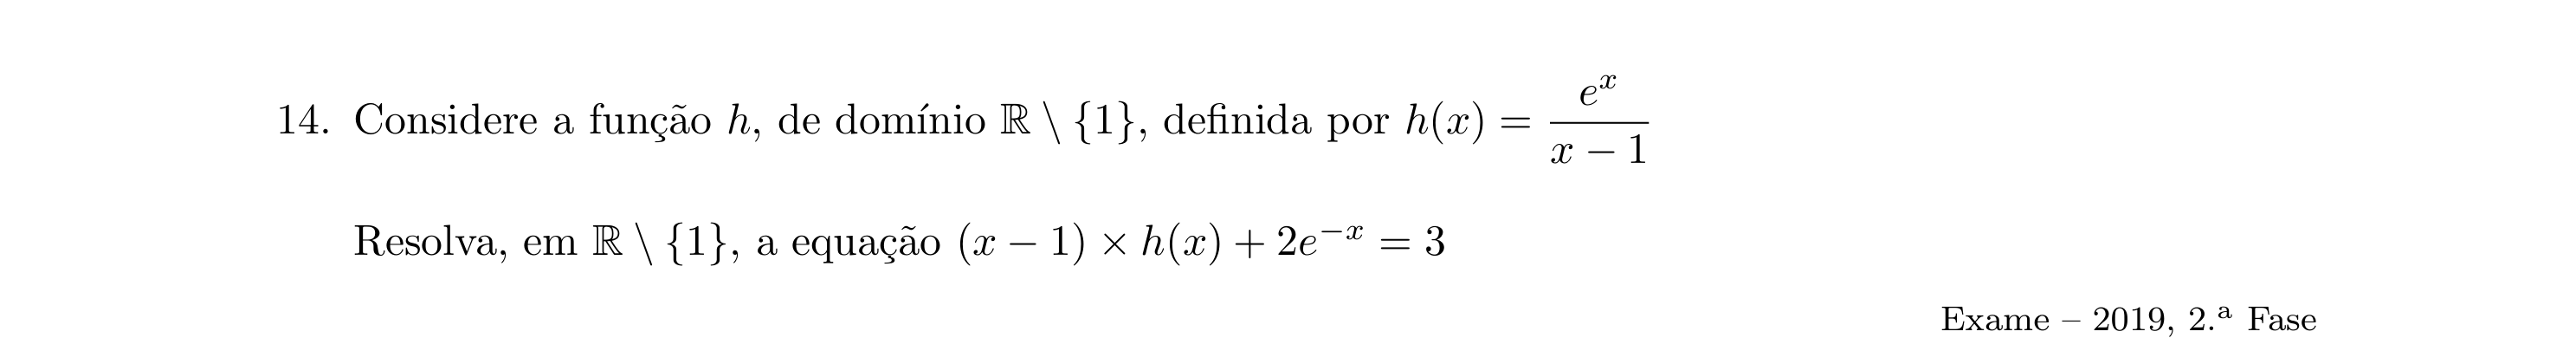 14. Considere a função h, de domínio ℝ \ {1}, definida por h(x) = e^x / (x − 1)
Resolva, em ℝ \ {1}, a equação (x − 1) × h(x) + 2e^{−x} = 3
Exame – 2019, 2.ª Fase